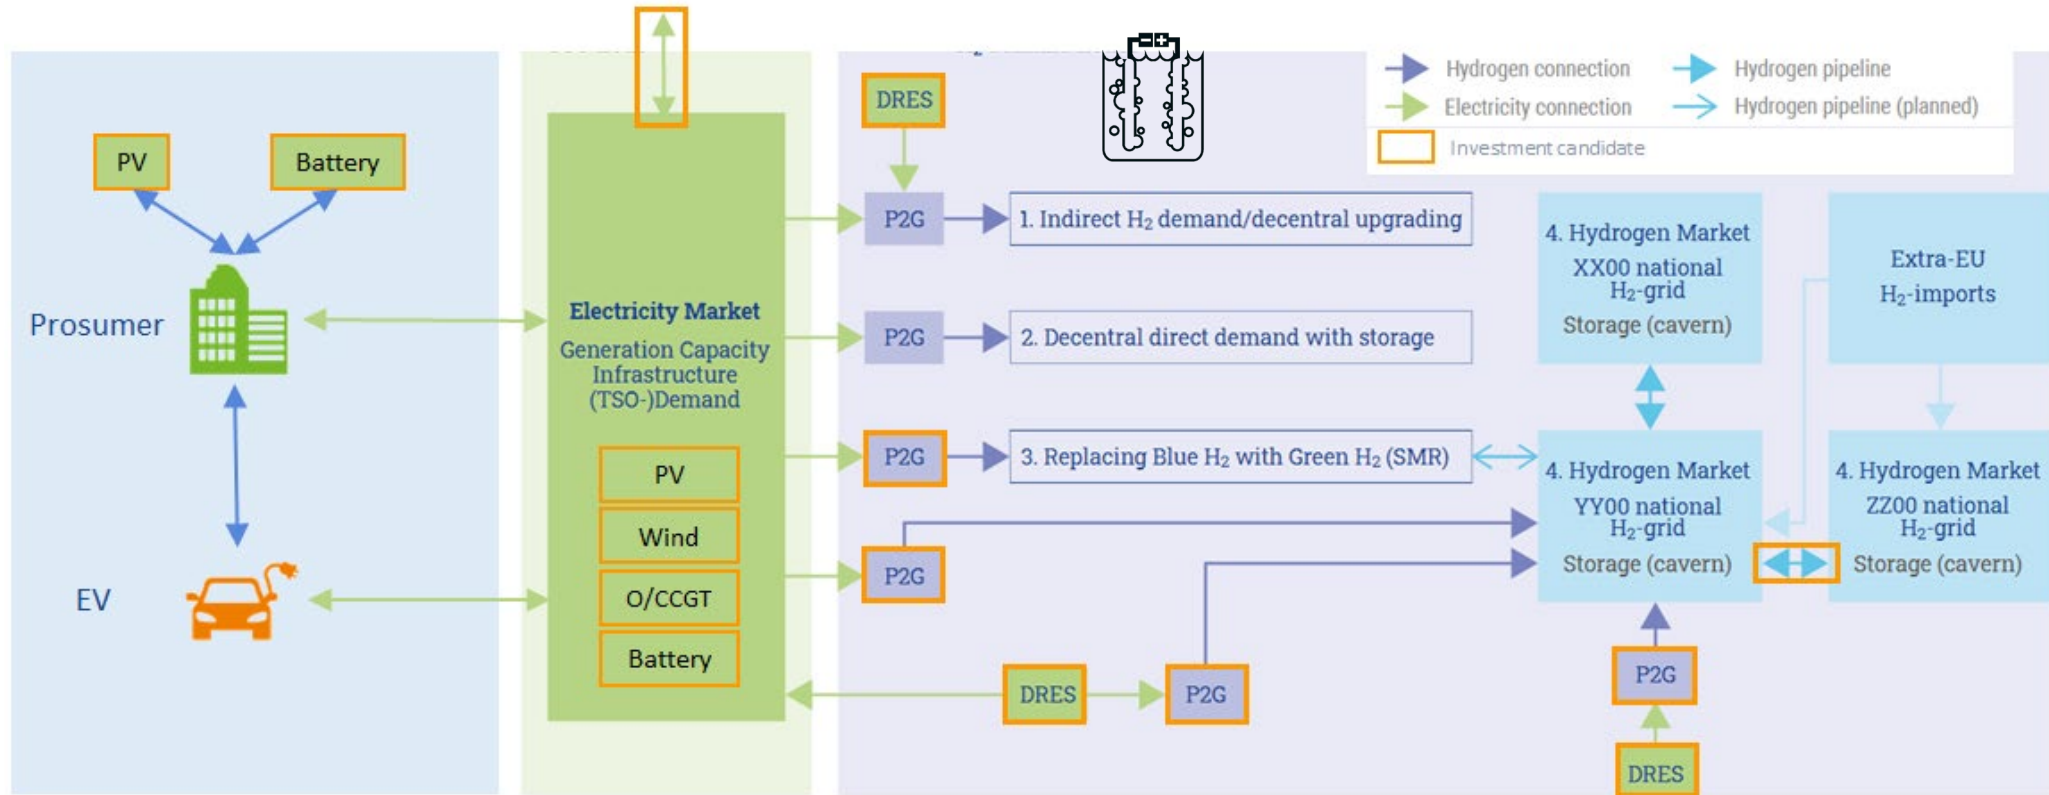 Hydrogen connection
Hydrogen pipeline
Electricity connection
Hydrogen pipeline (planned)
Investment candidate
PV
Battery
Prosumer
EV
Electricity Market
Generation Capacity
Infrastructure
(TSO-)Demand
PV
Wind
O/CCGT
Battery
DRES
P2G
1. Indirect H₂ demand/decentral upgrading
P2G
2. Decentral direct demand with storage
P2G
3. Replacing Blue H₂ with Green H₂ (SMR)
P2G
DRES
P2G
4. Hydrogen Market
XX00 national
H₂-grid
Storage (cavern)
Extra-EU
H₂-imports
4. Hydrogen Market
YY00 national
H₂-grid
Storage (cavern)
4. Hydrogen Market
ZZ00 national
H₂-grid
Storage (cavern)
P2G
DRES